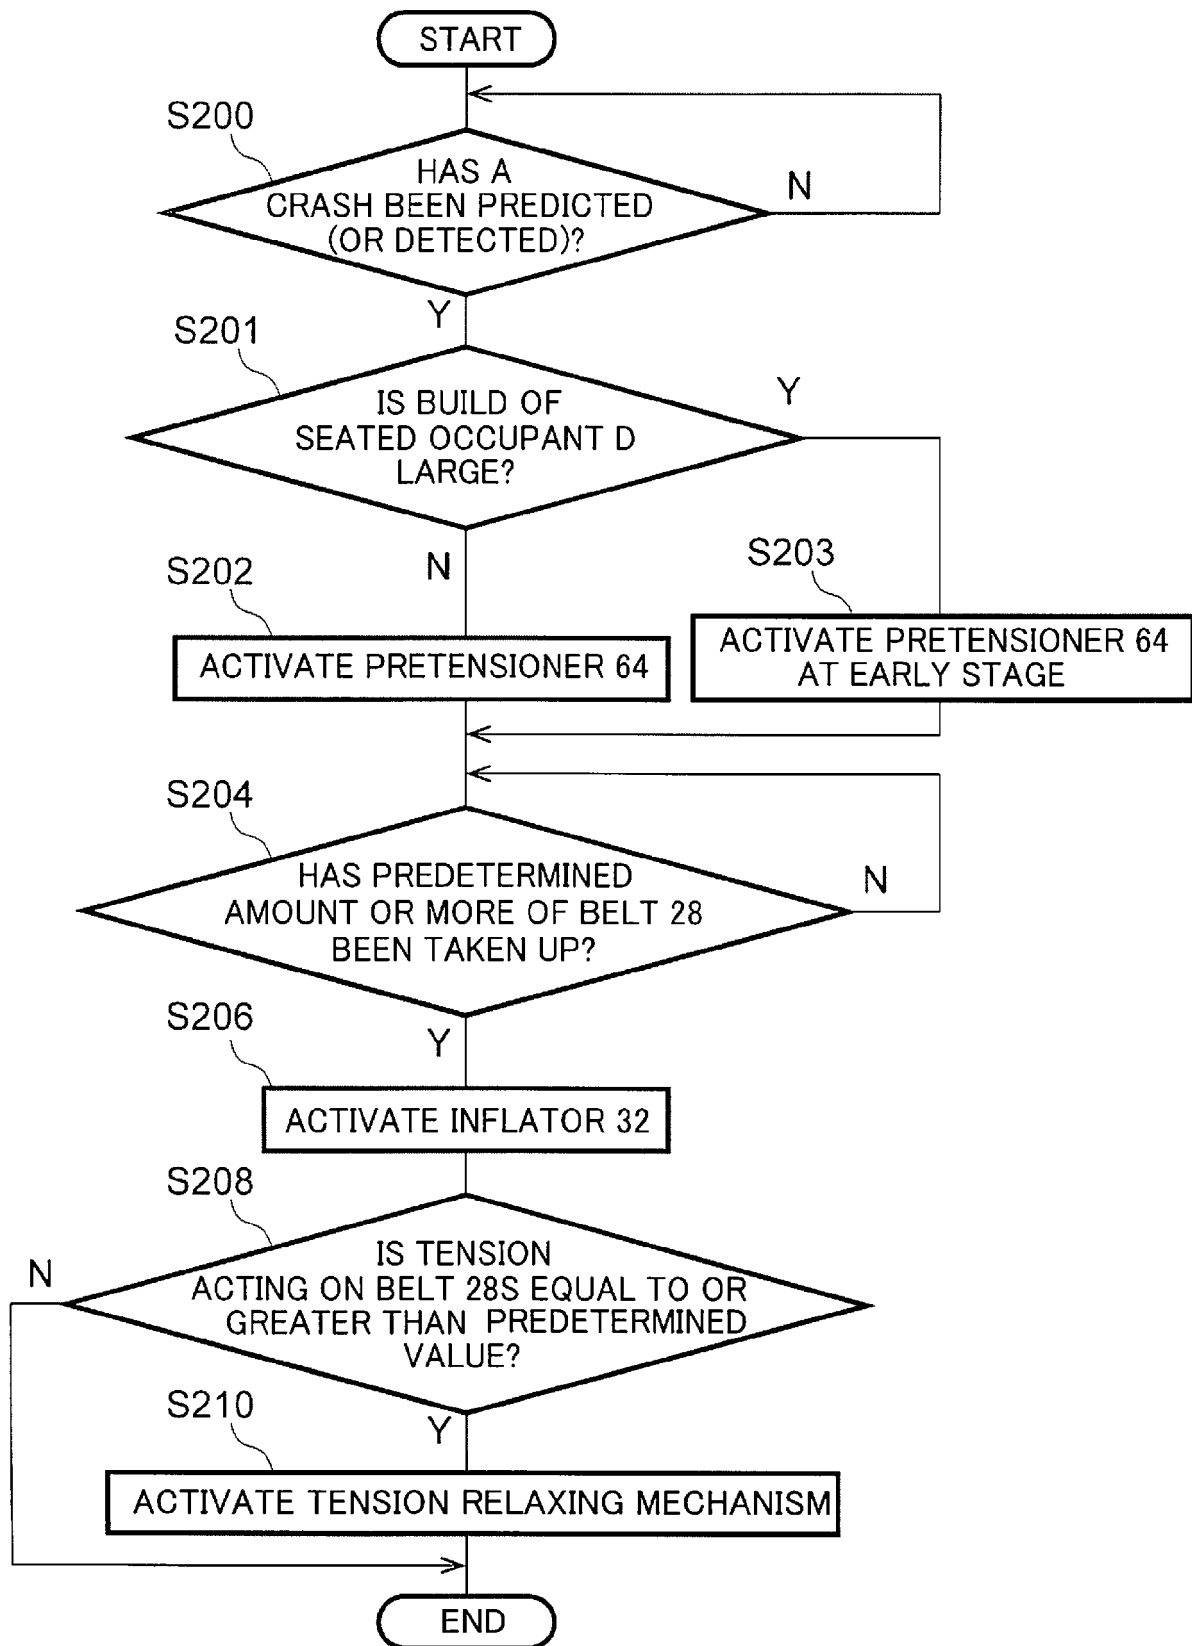 START
S200
HAS A
CRASH BEEN PREDICTED
(OR DETECTED)?
N
Y
S201
IS BUILD OF
SEATED OCCUPANT D
LARGE?
Y
N
S202
ACTIVATE PRETENSIONER 64
S203
ACTIVATE PRETENSIONER 64
AT EARLY STAGE
S204
HAS PREDETERMINED
AMOUNT OR MORE OF BELT 28
BEEN TAKEN UP?
N
Y
S206
ACTIVATE INFLATOR 32
S208
IS TENSION
ACTING ON BELT 28S EQUAL TO OR
GREATER THAN PREDETERMINED
VALUE?
N
Y
S210
ACTIVATE TENSION RELAXING MECHANISM
END